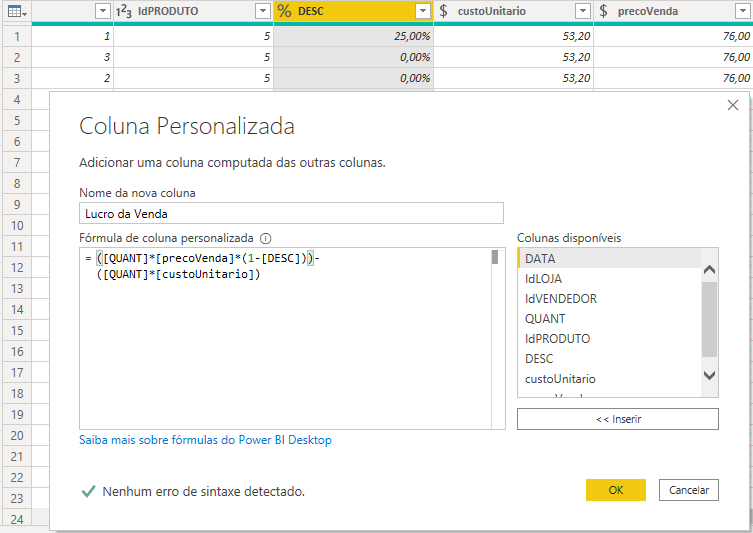 1²3 IdPRODUTO % DESC $ custoUnitario $ precoVenda
1 1 5 25,00% 53,20 76,00
2 3 5 0,00% 53,20 76,00
3 2 5 0,00% 53,20 76,00
4
5
6
7
8
9
10
11
12
13
14
15
16
17
18
19
20
21
22
23
24
Coluna Personalizada
Adicionar uma coluna computada das outras colunas.
Nome da nova coluna
Lucro da Venda
Fórmula de coluna personalizada
= ([QUANT]*[precoVenda]*(1-[DESC]))-
([QUANT]*[custoUnitario])
Colunas disponíveis
DATA
IdLOJA
IdVENDEDOR
QUANT
IdPRODUTO
DESC
custoUnitario
<< Inserir
Saiba mais sobre fórmulas do Power BI Desktop
Nenhum erro de sintaxe detectado.
OK
Cancelar